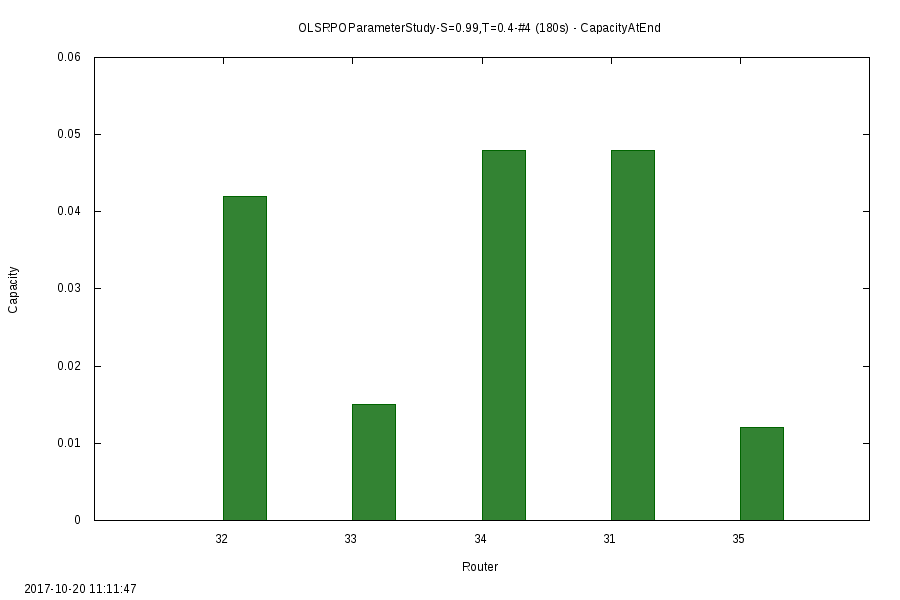 OLSRPOParameterStudy-S=0.99,T=0.4-#4 (180s) - CapacityAtEnd
0.06
0.05
0.04
0.03
0.02
0.01
0
Capacity
32 33 34 31 35
Router
2017-10-20 11:11:47